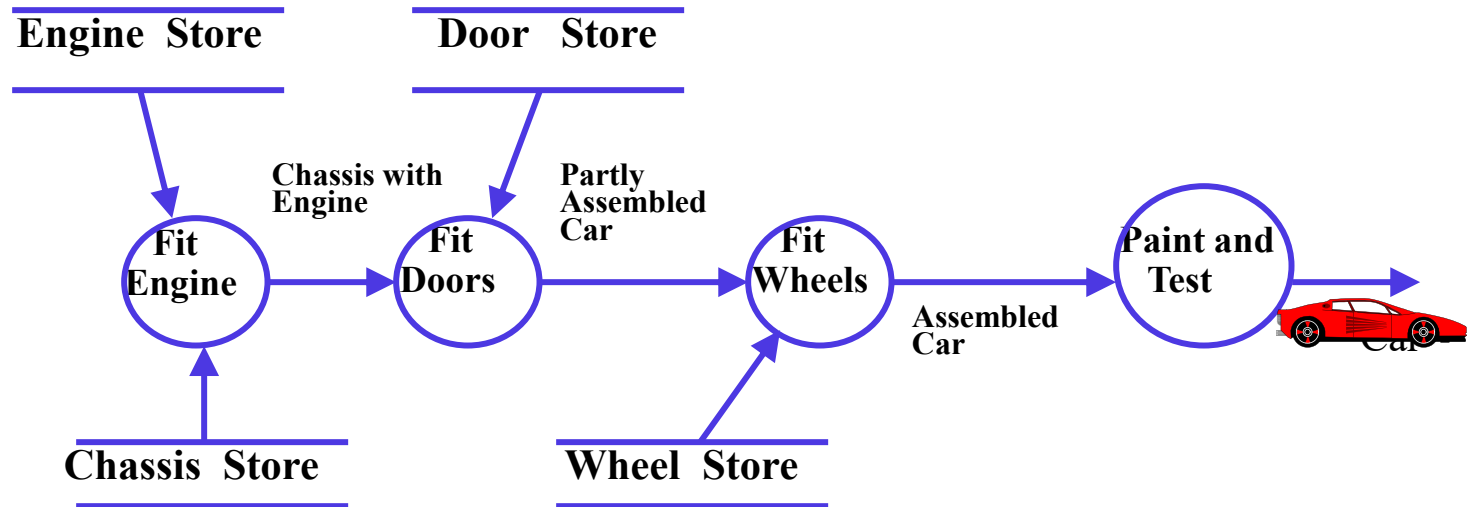 Engine Store
Door Store
Chassis with
Engine
Partly
Assembled
Car
Fit
Engine
Fit
Doors
Fit
Wheels
Paint and
Test
Assembled
Car
Car
Chassis Store
Wheel Store